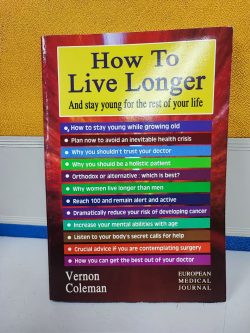 How To
Live Longer
And stay young for the rest of your life
How to stay young while growing old
Plan now to avoid an inevitable health crisis
Why you shouldn't trust your doctor
Why you should be a holistic patient
Orthodox or alternative : which is best?
Why women live longer than men
Reach 100 and remain alert and active
Dramatically reduce your risk of developing cancer
Increase your mental abilities with age
Listen to your body's secret calls for help
Crucial advice if you are contemplating surgery
How you can get the best out of your doctor
Vernon
Coleman
EUROPEAN
MEDICAL
JOURNAL